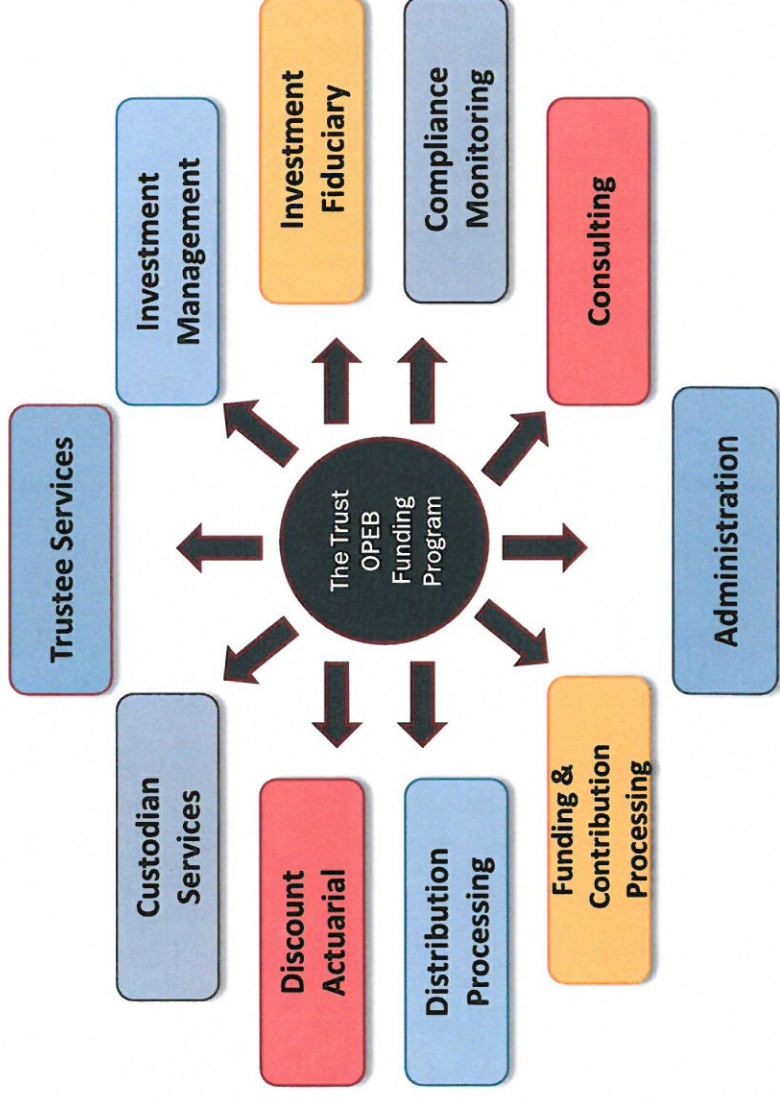 Trustee Services
Custodian
Services
Investment
Management
Discount
Actuarial
Investment
Fiduciary
The Trust
OPEB
Funding
Program
Distribution
Processing
Compliance
Monitoring
Funding &
Contribution
Processing
Consulting
Administration